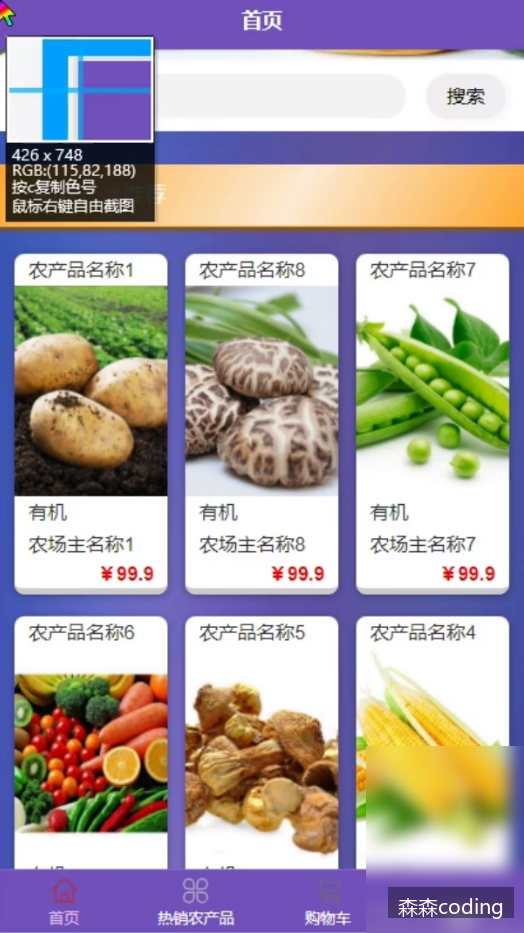 首页
搜索
426 x 748
RGB:(115,82,188)
按c复制色号
鼠标右键自由截图
荐
农产品名称1
农产品名称8
农产品名称7
有机
有机
有机
农场主名称1
农场主名称8
农场主名称7
￥99.9
￥99.9
￥99.9
农产品名称6
农产品名称5
农产品名称4
首页
热销农产品
购物车
森森coding